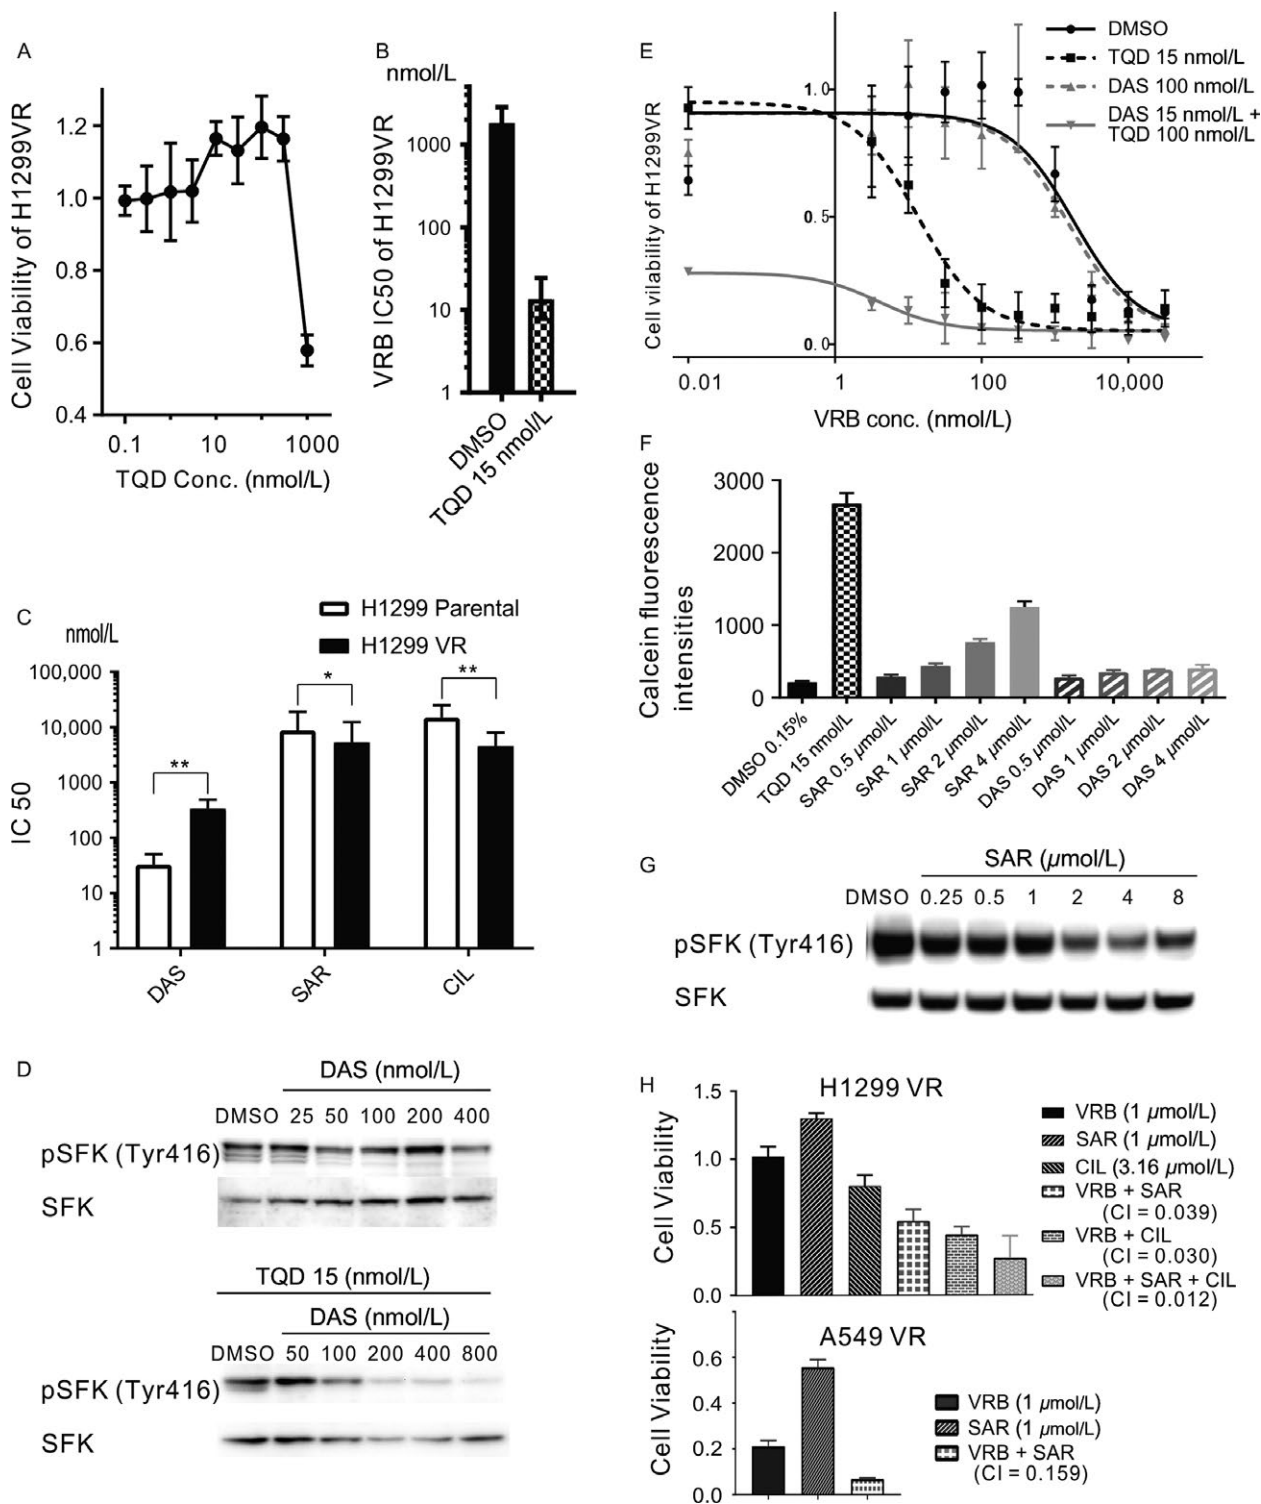 A
Cell Viability of H1299VR
1.2
1.0
0.8
0.6
0.4
0.1 10 1000
TQD Conc. (nmol/L)
B
nmol/L
VRB IC50 of H1299VR
1000
100
10
1
DMSO
TQD 15 nmol/L
E
DMSO
TQD 15 nmol/L
DAS 100 nmol/L
DAS 15 nmol/L +
TQD 100 nmol/L
Cell vilability of H1299VR
1.0
0.5
0.0
0.01 1 100 10,000
VRB conc. (nmol/L)
F
Calcein fluorescence
intensities
3000
2000
1000
0
DMSO 0.15%
TQD 15 nmol/L
SAR 0.5 µmol/L
SAR 1 µmol/L
SAR 2 µmol/L
SAR 4 µmol/L
DAS 0.5 µmol/L
DAS 1 µmol/L
DAS 2 µmol/L
DAS 4 µmol/L
C
nmol/L
H1299 Parental
H1299 VR
IC 50
100,000
10,000
1000
100
10
1
**
*
**
DAS
SAR
CIL
G
SAR (µmol/L)
DMSO 0.25 0.5 1 2 4 8
pSFK (Tyr416)
SFK
D
DAS (nmol/L)
DMSO 25 50 100 200 400
pSFK (Tyr416)
SFK
TQD 15 (nmol/L)
DAS (nmol/L)
DMSO 50 100 200 400 800
pSFK (Tyr416)
SFK
H
H1299 VR
Cell Viability
1.5
1.0
0.5
0.0
VRB (1 µmol/L)
SAR (1 µmol/L)
CIL (3.16 µmol/L)
VRB + SAR
(CI = 0.039)
VRB + CIL
(CI = 0.030)
VRB + SAR + CIL
(CI = 0.012)
A549 VR
Cell Viability
0.6
0.4
0.2
0.0
VRB (1 µmol/L)
SAR (1 µmol/L)
VRB + SAR
(CI = 0.159)